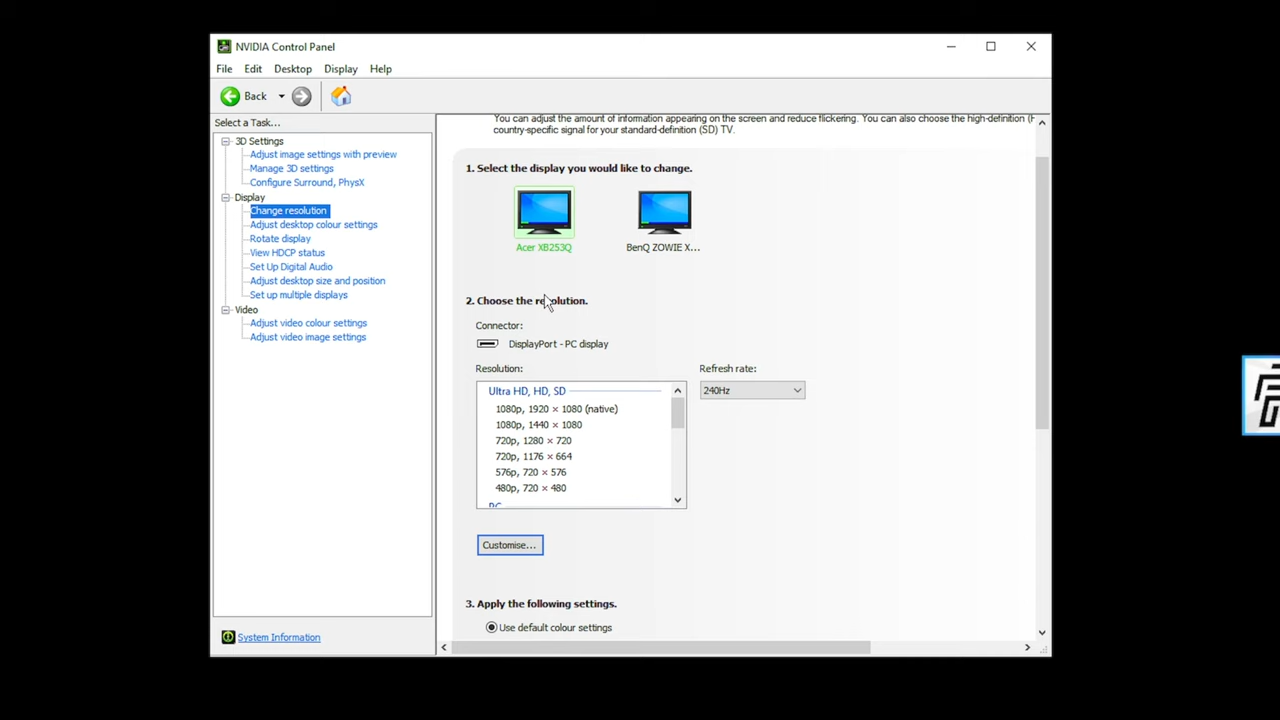 NVIDIA Control Panel
File Edit Desktop Display Help
Back
Select a Task...
3D Settings
Adjust image settings with preview
Manage 3D settings
Configure Surround, PhysX
Display
Change resolution
Adjust desktop colour settings
Rotate display
View HDCP status
Set Up Digital Audio
Adjust desktop size and position
Set up multiple displays
Video
Adjust video colour settings
Adjust video image settings
System Information
You can adjust the amount of information appearing on the screen and reduce flickering. You can also choose the high-definition (H
country-specific signal for your standard-definition (SD) TV.
1. Select the display you would like to change.
Acer XB253Q
BenQ ZOWIE X...
2. Choose the resolution.
Connector:
DisplayPort - PC display
Resolution:
Refresh rate:
Ultra HD, HD, SD
1080p, 1920 × 1080 (native)
1080p, 1440 × 1080
720p, 1280 × 720
720p, 1176 × 664
576p, 720 × 576
480p, 720 × 480
PC
240Hz
Customise...
3. Apply the following settings.
Use default colour settings